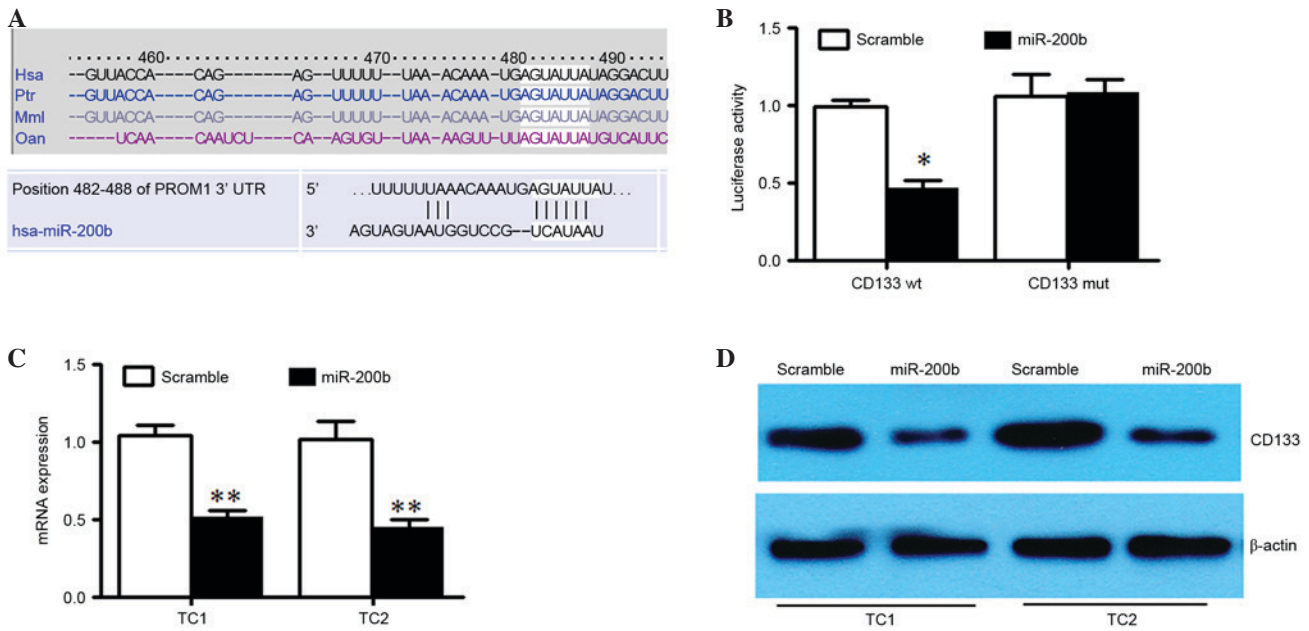 A
460 470 480 490
Hsa --GUUACCA----CAG-------AG--UUUUU--UAA-ACAAA-UGAGUAUUAUAGGACUU
Ptr --GUUACCA----CAG-------AG--UUUUU--UAA-ACAAA-UGAGUAUUAUAGGACUU
Mml --GUUACCA----CAG-------AG--UUUUU--UAA-ACAAA-UGAGUAUUAUAGGACUU
Oan -----UCAA---CAAUCU----CA--AGUGU--UAA-AAGUU-UUAGUAUUAUGUCAUUC
Position 482-488 of PROM1 3' UTR 5' ...UUUUUUAAACAAAUGAGUAUUAU...
hsa-miR-200b 3' AGUAGUAAUGGUCCG--UCAUAAU
B
Scramble miR-200b
Luciferase activity
1.5
1.0
0.5
0.0
*
CD133 wt CD133 mut
C
Scramble miR-200b
mRNA expression
1.5
1.0
0.5
0.0
** **
TC1 TC2
D
Scramble miR-200b Scramble miR-200b
CD133
β-actin
TC1 TC2